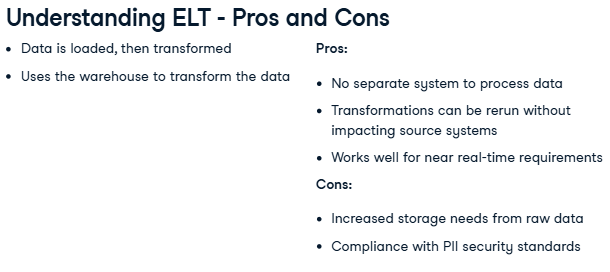 Understanding ELT - Pros and Cons
• Data is loaded, then transformed
• Uses the warehouse to transform the data
Pros:
• No separate system to process data
• Transformations can be rerun without
impacting source systems
• Works well for near real-time requirements
Cons:
• Increased storage needs from raw data
• Compliance with PII security standards